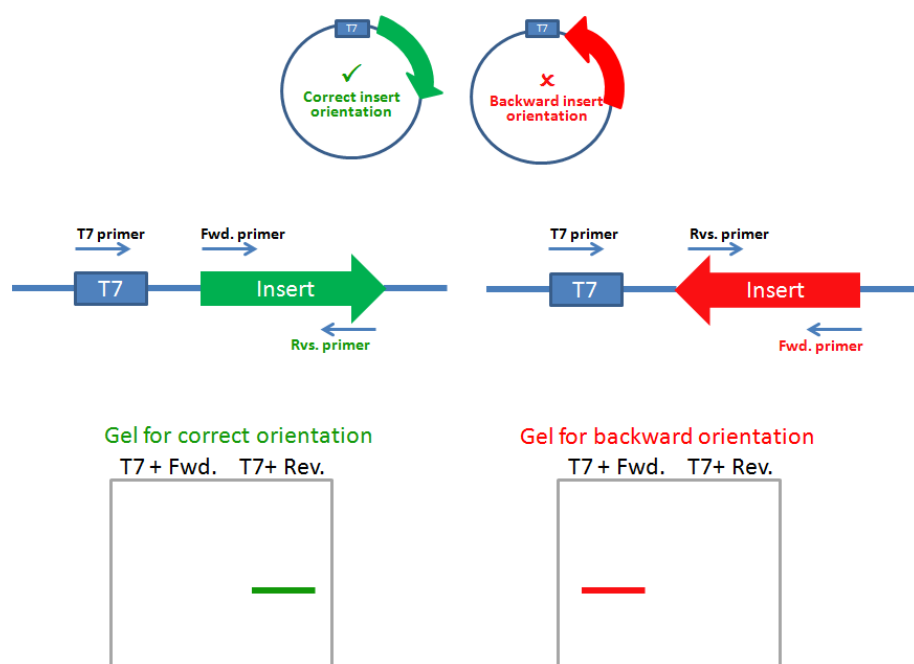 T7
✓
Correct insert
orientation
T7
✘
Backward insert
orientation
T7 primer
Fwd. primer
T7
Insert
Rvs. primer
T7 primer
Rvs. primer
T7
Insert
Fwd. primer
Gel for correct orientation
T7 + Fwd. T7+ Rev.
Gel for backward orientation
T7 + Fwd. T7+ Rev.